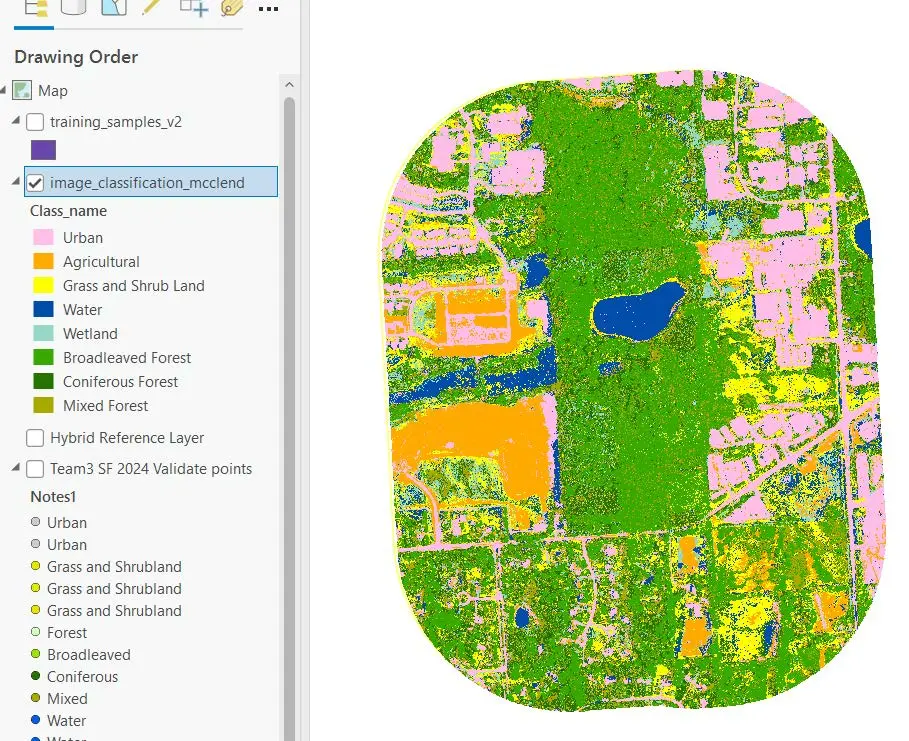 Drawing Order
Map
training_samples_v2
image_classification_mcclend
Class_name
Urban
Agricultural
Grass and Shrub Land
Water
Wetland
Broadleaved Forest
Coniferous Forest
Mixed Forest
Hybrid Reference Layer
Team3 SF 2024 Validate points
Notes1
Urban
Urban
Grass and Shrubland
Grass and Shrubland
Grass and Shrubland
Forest
Broadleaved
Coniferous
Mixed
Water
Water